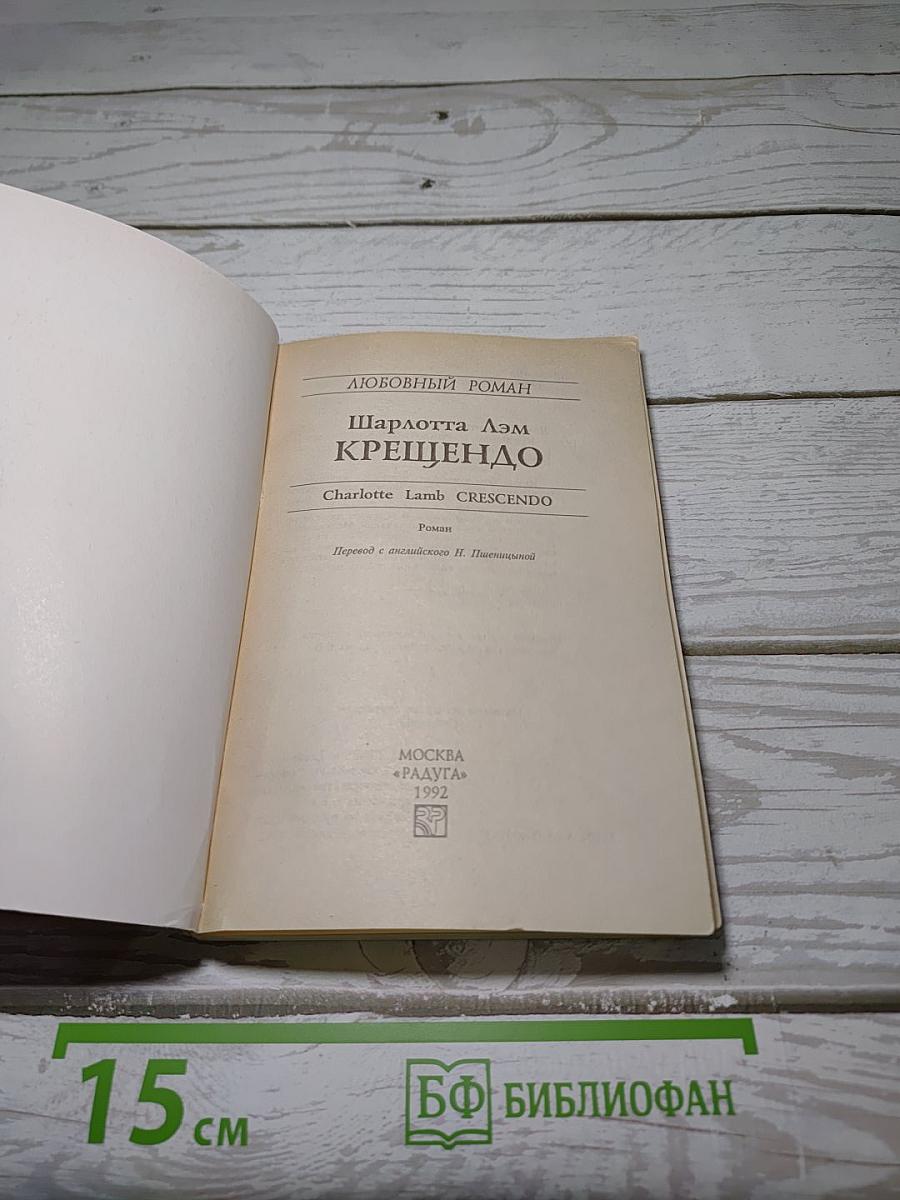 ЛЮБОВНЫЙ РОМАН
Шарлотта Лэм
КРЕЩЕНДО
Charlotte Lamb CRESCENDO
Роман
Перевод с английского Н. Пшеницыной
МОСКВА
«РАДУГА»
1992
15 см
БФ БИБЛИОФАН